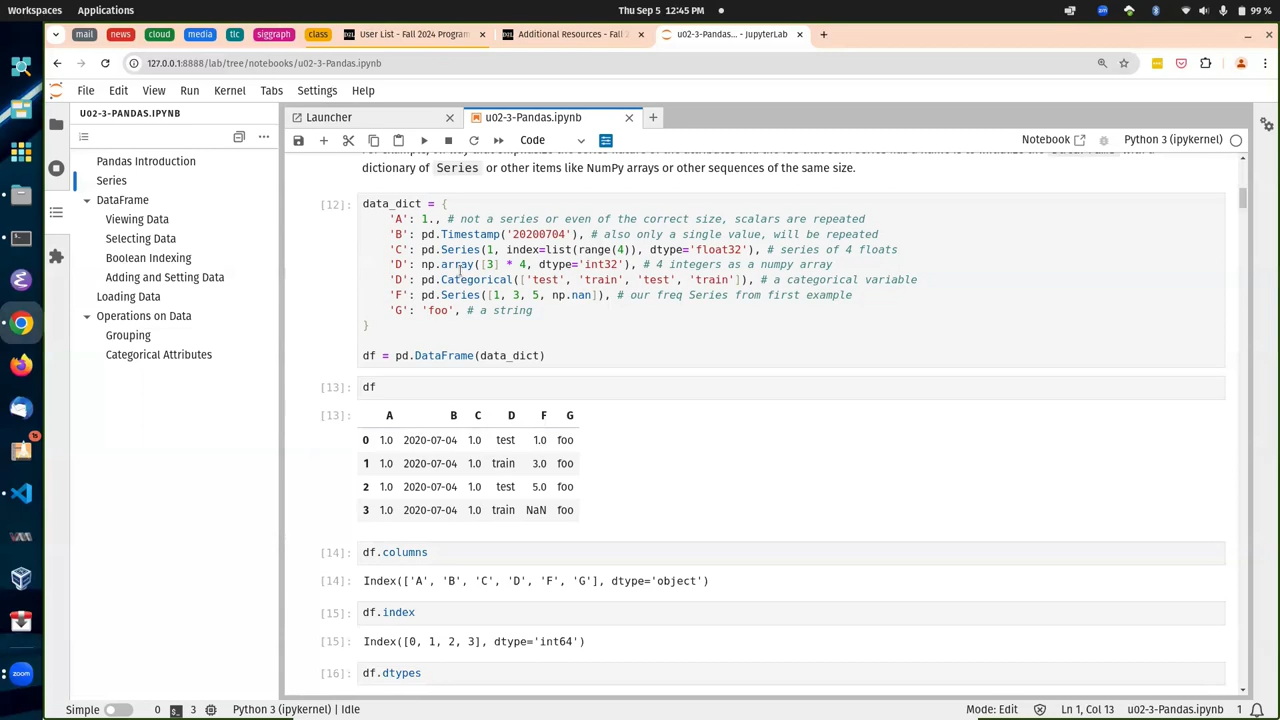 Workspaces Applications Thu Sep 5 12:45 PM 99 %
mail news cloud media tlc siggraph class User List - Fall 2024 Program Additional Resources - Fall 2 u02-3-Pandas... - JupyterLab
127.0.0.1:8888/lab/tree/notebooks/u02-3-Pandas.ipynb
File Edit View Run Kernel Tabs Settings Help
U02-3-PANDAS.IPYNB
Launcher u02-3-Pandas.ipynb
Code Notebook Python 3 (ipykernel)
Pandas Introduction
Series
DataFrame
Viewing Data
Selecting Data
Boolean Indexing
Adding and Setting Data
Loading Data
Operations on Data
Grouping
Categorical Attributes
dictionary of Series or other items like NumPy arrays or other sequences of the same size.
[12]: data_dict = {
'A': 1., # not a series or even of the correct size, scalars are repeated
'B': pd.Timestamp('20200704'), # also only a single value, will be repeated
'C': pd.Series(1, index=list(range(4)), dtype='float32'), # series of 4 floats
'D': np.array([3] * 4, dtype='int32'), # 4 integers as a numpy array
'D': pd.Categorical(['test', 'train', 'test', 'train']), # a categorical variable
'F': pd.Series([1, 3, 5, np.nan]), # our freq Series from first example
'G': 'foo', # a string
}
df = pd.DataFrame(data_dict)
[13]: df
[13]: A B C D F G
0 1.0 2020-07-04 1.0 test 1.0 foo
1 1.0 2020-07-04 1.0 train 3.0 foo
2 1.0 2020-07-04 1.0 test 5.0 foo
3 1.0 2020-07-04 1.0 train NaN foo
[14]: df.columns
[14]: Index(['A', 'B', 'C', 'D', 'F', 'G'], dtype='object')
[15]: df.index
[15]: Index([0, 1, 2, 3], dtype='int64')
[16]: df.dtypes
Simple 0 3 Python 3 (ipykernel) | Idle Mode: Edit Ln 1, Col 13 u02-3-Pandas.ipynb 1